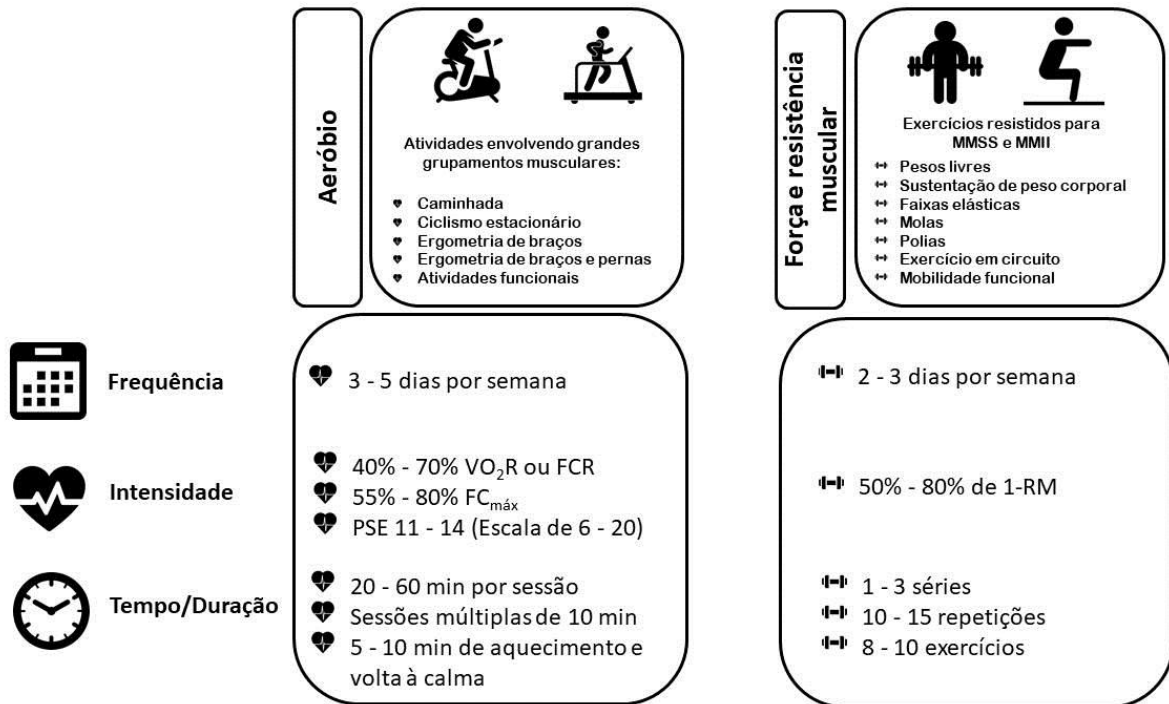 Aeróbio
Atividades envolvendo grandes
grupamentos musculares:
Caminhada
Ciclismo estacionário
Ergometria de braços
Ergometria de braços e pernas
Atividades funcionais
Força e resistência
muscular
Exercícios resistidos para
MMSS e MMII
Pesos livres
Sustentação de peso corporal
Faixas elásticas
Molas
Polias
Exercício em circuito
Mobilidade funcional
Frequência
3 - 5 dias por semana
2 - 3 dias por semana
Intensidade
40% - 70% VO₂R ou FCR
55% - 80% FCmáx
PSE 11 - 14 (Escala de 6 - 20)
50% - 80% de 1-RM
Tempo/Duração
20 - 60 min por sessão
Sessões múltiplas de 10 min
5 - 10 min de aquecimento e
volta à calma
1 - 3 séries
10 - 15 repetições
8 - 10 exercícios